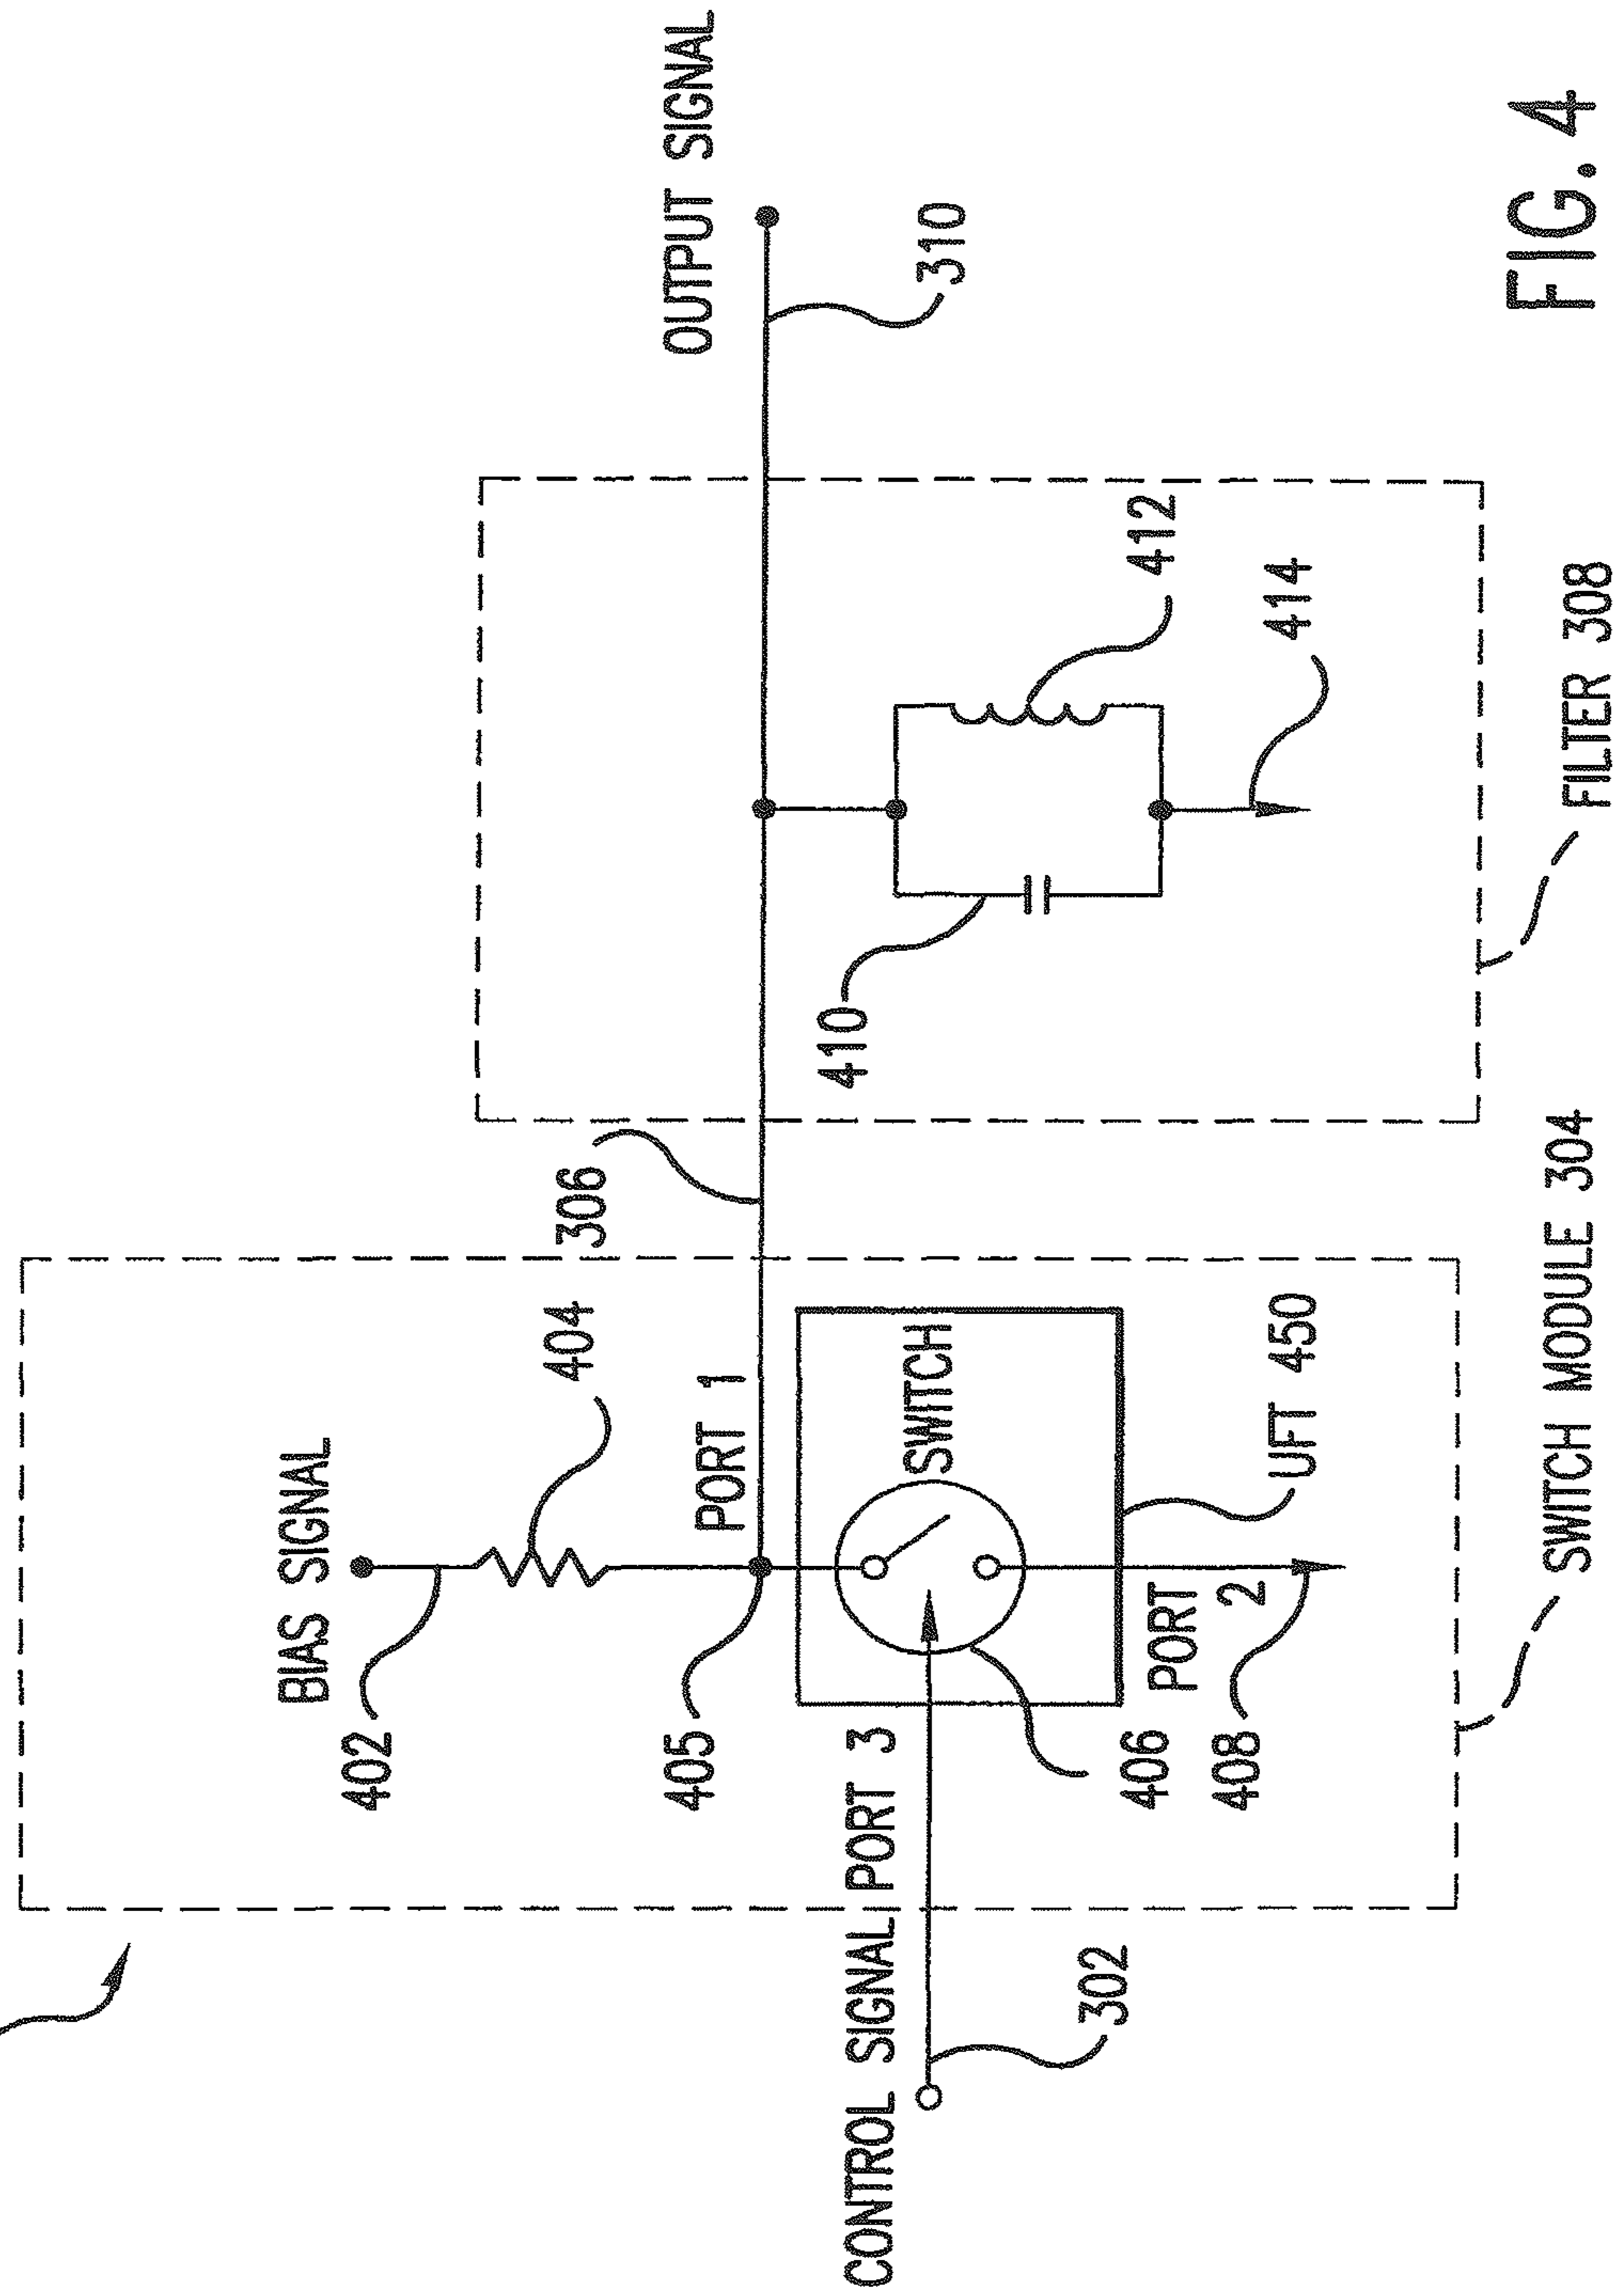 BIAS SIGNAL
402
404
405
PORT 1
306
OUTPUT SIGNAL
310
CONTROL SIGNAL
PORT 3
302
SWITCH
406
PORT
2
408
UFT 450
410
412
414
SWITCH MODULE 304
FILTER 308
FIG. 4